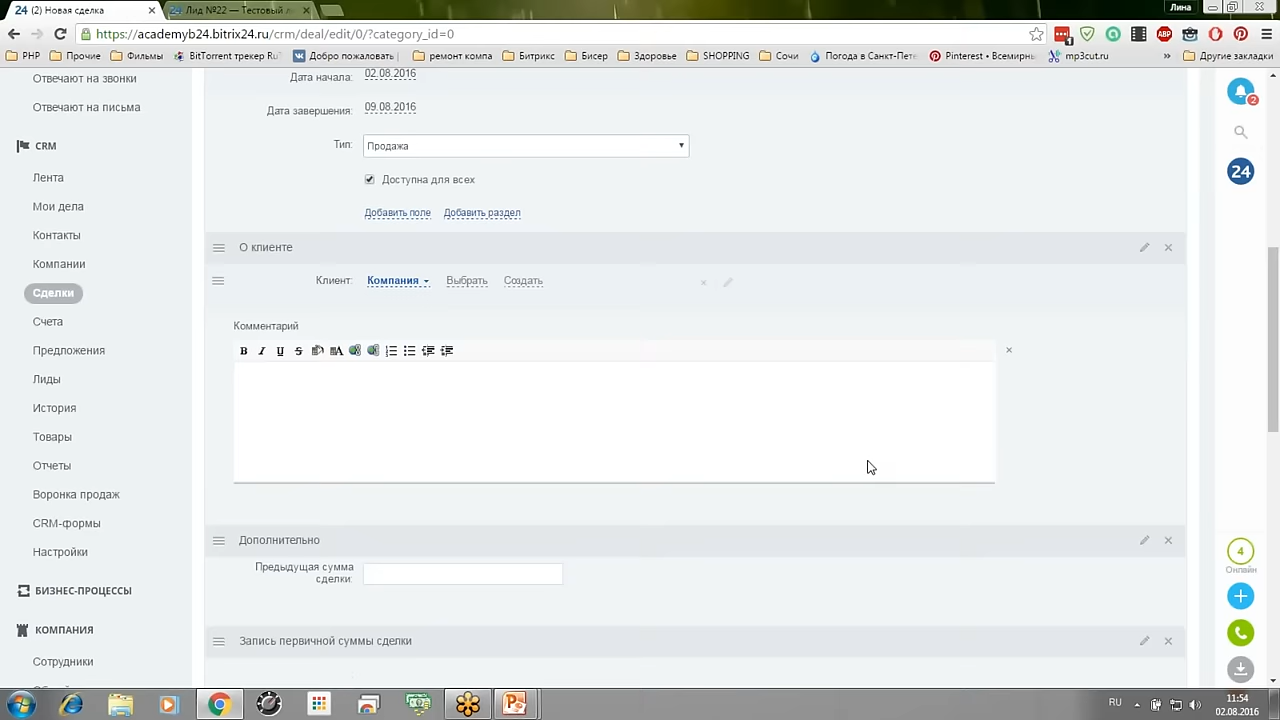 24 (2) Новая сделка
Лид №22 — Тестовый л
Лина
https://academyb24.bitrix24.ru/crm/deal/edit/0/?category_id=0
PHP
Прочие
Фильмы
BitTorrent трекер Ru
Добро пожаловать
ремонт компа
Битрикс
Бисер
Здоровье
SHOPPING
Сочи
Погода в Санкт-Пете
Pinterest • Всемирны
mp3cut.ru
»
Другие закладки
Отвечают на звонки
Отвечают на письма
CRM
Лента
Мои дела
Контакты
Компании
Сделки
Счета
Предложения
Лиды
История
Товары
Отчеты
Воронка продаж
CRM-формы
Настройки
БИЗНЕС-ПРОЦЕССЫ
КОМПАНИЯ
Сотрудники
Дата начала: 02.08.2016
Дата завершения: 09.08.2016
Тип: Продажа
Доступна для всех
Добавить поле Добавить раздел
О клиенте
Клиент: Компания Выбрать Создать
Комментарий
B I U S
Дополнительно
Предыдущая сумма
сделки:
Запись первичной суммы сделки
2
24
4
Онлайн
1
ABP
RU
11:54
02.08.2016